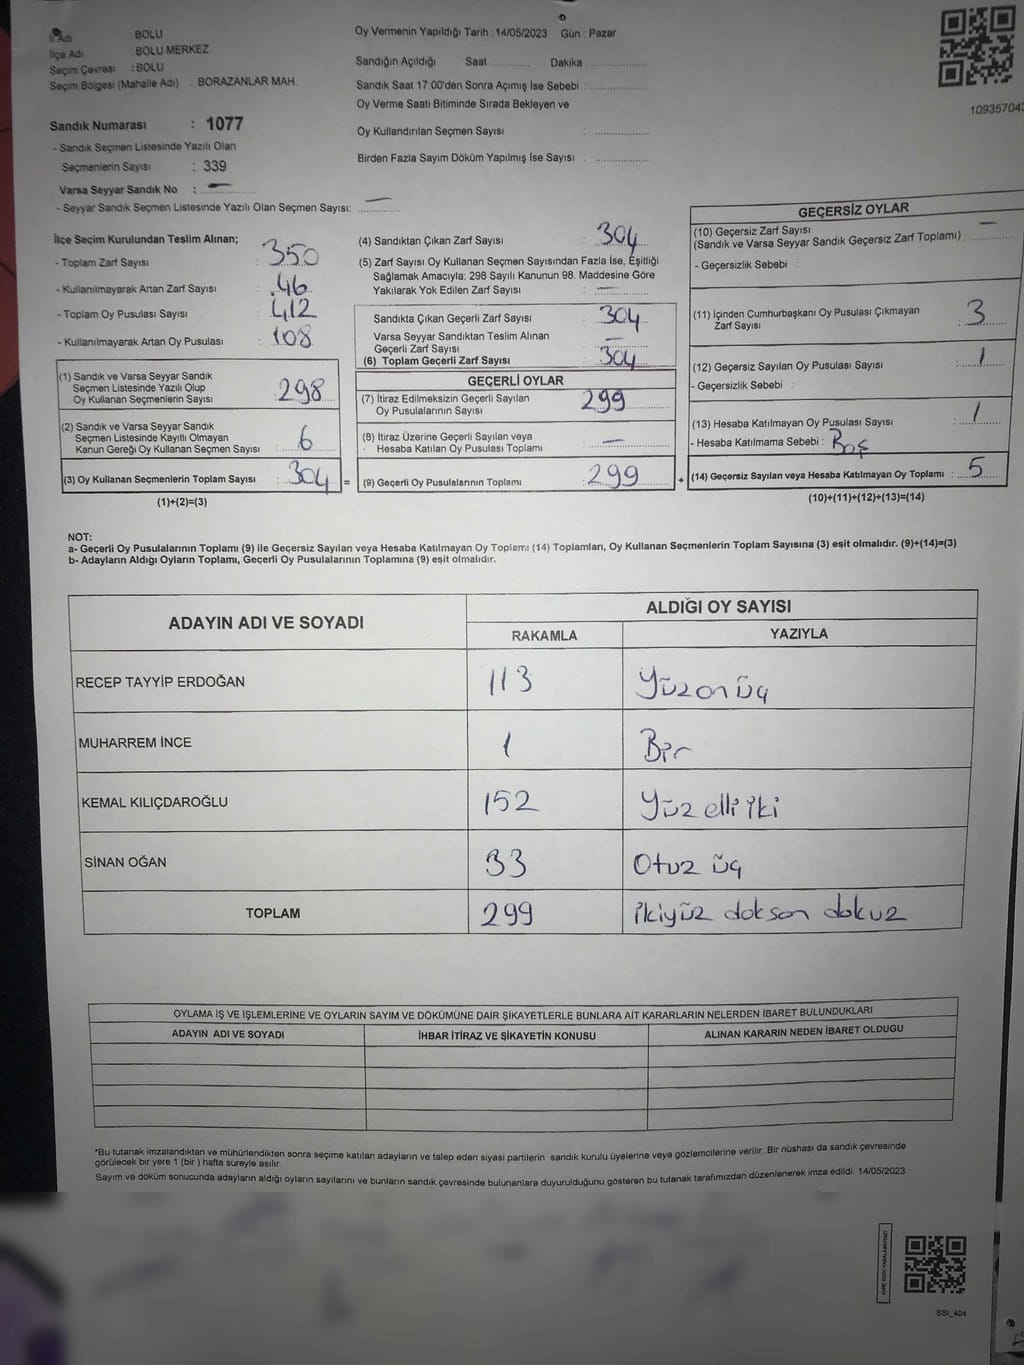 İl Adı BOLU
İlçe Adı : BOLU MERKEZ
Seçim Çevresi : BOLU
Seçim Bölgesi (Mahalle Adı) : BORAZANLAR MAH.
Sandık Numarası : 1077
- Sandık Seçmen Listesinde Yazılı Olan
Seçmenlerin Sayısı : 339
Varsa Seyyar Sandık No : —
- Seyyar Sandık Seçmen Listesinde Yazılı Olan Seçmen Sayısı: —
Oy Vermenin Yapıldığı Tarih : 14/05/2023 Gün : Pazar
Sandığın Açıldığı Saat ............ Dakika ............
Sandık Saat 17:00'den Sonra Açımış İse Sebebi : ............
Oy Verme Saati Bitiminde Sırada Bekleyen ve
Oy Kullandırılan Seçmen Sayısı : ............
Birden Fazla Sayım Döküm Yapılmış İse Sayısı : ............
İlçe Seçim Kurulundan Teslim Alınan;
- Toplam Zarf Sayısı : 350
- Kullanılmayarak Artan Zarf Sayısı : 46
- Toplam Oy Pusulası Sayısı : 412
- Kullanılmayarak Artan Oy Pusulası : 108
(1) Sandık ve Varsa Seyyar Sandık
Seçmen Listesinde Yazılı Olup
Oy Kullanan Seçmenlerin Sayısı : 298
(2) Sandık ve Varsa Seyyar Sandık
Seçmen Listesinde Kayıtlı Olmayan
Kanun Gereği Oy Kullanan Seçmen Sayısı : 6
(3) Oy Kullanan Seçmenlerin Toplam Sayısı : 304 =
(1)+(2)=(3)
(4) Sandıktan Çıkan Zarf Sayısı : 304
(5) Zarf Sayısı Oy Kullanan Seçmen Sayısından Fazla İse, Eşitliği
Sağlamak Amacıyla; 298 Sayılı Kanunun 98. Maddesine Göre
Yakılarak Yok Edilen Zarf Sayısı : —
Sandıkta Çıkan Geçerli Zarf Sayısı : 304
Varsa Seyyar Sandıktan Teslim Alınan
Geçerli Zarf Sayısı : —
(6) Toplam Geçerli Zarf Sayısı : 304
GEÇERLİ OYLAR
(7) İtiraz Edilmeksizin Geçerli Sayılan
Oy Pusulalarının Sayısı : 299
(8) İtiraz Üzerine Geçerli Sayılan veya
Hesaba Katılan Oy Pusulası Toplamı : —
(9) Geçerli Oy Pusulalarının Toplamı : 299 +
109357043
GEÇERSİZ OYLAR
(10) Geçersiz Zarf Sayısı
(Sandık ve Varsa Seyyar Sandık Geçersiz Zarf Toplamı) : —
- Geçersizlik Sebebi :
(11) İçinden Cumhurbaşkanı Oy Pusulası Çıkmayan
Zarf Sayısı : 3
(12) Geçersiz Sayılan Oy Pusulası Sayısı : 1
- Geçersizlik Sebebi :
(13) Hesaba Katılmayan Oy Pusulası Sayısı : 1
- Hesaba Katılmama Sebebi : Boş
(14) Geçersiz Sayılan veya Hesaba Katılmayan Oy Toplamı : 5
(10)+(11)+(12)+(13)=(14)
NOT:
a- Geçerli Oy Pusulalarının Toplamı (9) ile Geçersiz Sayılan veya Hesaba Katılmayan Oy Toplamı (14) Toplamları, Oy Kullanan Seçmenlerin Toplam Sayısına (3) eşit olmalıdır. (9)+(14)=(3)
b- Adayların Aldığı Oyların Toplamı, Geçerli Oy Pusulalarının Toplamına (9) eşit olmalıdır.
ADAYIN ADI VE SOYADI ALDIĞI OY SAYISI
RAKAMLA YAZIYLA
RECEP TAYYİP ERDOĞAN 113 Yüzonüç
MUHARREM İNCE 1 Bir
KEMAL KILIÇDAROĞLU 152 Yüz elli iki
SİNAN OĞAN 33 Otuz üç
TOPLAM 299 ikiyüz dokson dokuz
OYLAMA İŞ VE İŞLEMLERİNE VE OYLARIN SAYIM VE DÖKÜMÜNE DAİR ŞİKAYETLERLE BUNLARA AİT KARARLARIN NELERDEN İBARET BULUNDUKLARI
ADAYIN ADI VE SOYADI İHBAR İTİRAZ VE ŞİKAYETİN KONUSU ALINAN KARARIN NEDEN İBARET OLDUGU
*Bu tutanak imzalandıktan ve mühürlendikten sonra seçime katılan adayların ve talep eden siyasi partilerin sandık kurulu üyelerine veya gözlemcilerine verilir. Bir nüshası da sandık çevresinde
görülecek bir yere 1 (bir ) hafta süreyle asılır.
Sayım ve döküm sonucunda adayların aldığı oyların sayılarını ve bunların sandık çevresinde bulunanlara duyurulduğunu gösteren bu tutanak tarafımızdan düzenlenerek imza edildi. 14/05/2023
SSI_404